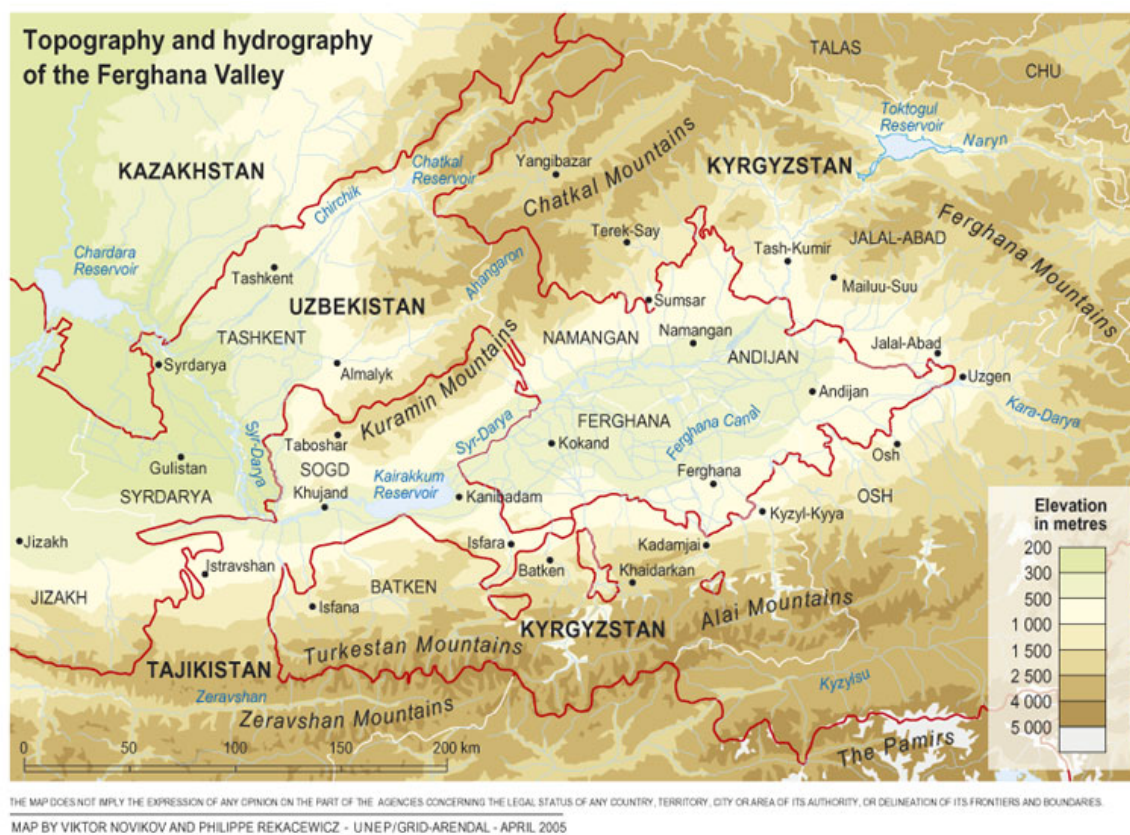 Topography and hydrography
of the Ferghana Valley
TALAS
CHU
Toktogul
Reservoir
Naryn
KAZAKHSTAN
Chatkal
Reservoir
Yangibazar
Chatkal Mountains
KYRGYZSTAN
Chirchik
Ferghana Mountains
Chardara
Reservoir
Terek-Say
Tash-Kumir
JALAL-ABAD
Tashkent
Ahangaron
Mailuu-Suu
UZBEKISTAN
Sumsar
TASHKENT
NAMANGAN
Namangan
Jalal-Abad
ANDIJAN
Syrdarya
Almalyk
Kuramin Mountains
Uzgen
Andijan
Kara-Darya
Syr-Darya
FERGHANA
Ferghana Canal
Taboshar
Syr-Darya
Kokand
Osh
Gulistan
SOGD
Kairakkum
Reservoir
Ferghana
SYRDARYA
Khujand
Kanibadam
OSH
Kyzyl-Kyya
Jizakh
Isfara
Kadamjai
Istravshan
BATKEN
Batken
Khaidarkan
JIZAKH
Isfana
KYRGYZSTAN
Alai Mountains
Turkestan Mountains
TAJIKISTAN
Zeravshan
Kyzylsu
Zeravshan Mountains
The Pamirs
0 50 100 150 200 km
Elevation
in metres
200
300
500
1 000
1 500
2 500
4 000
5 000
THE MAP DOES NOT IMPLY THE EXPRESSION OF ANY OPINION ON THE PART OF THE AGENCIES CONCERNING THE LEGAL STATUS OF ANY COUNTRY, TERRITORY, CITY OR AREA OF ITS AUTHORITY, OR DELINEATION OF ITS FRONTIERS AND BOUNDARIES.
MAP BY VIKTOR NOVIKOV AND PHILIPPE REKACEWICZ - UNEP/GRID-ARENDAL - APRIL 2005